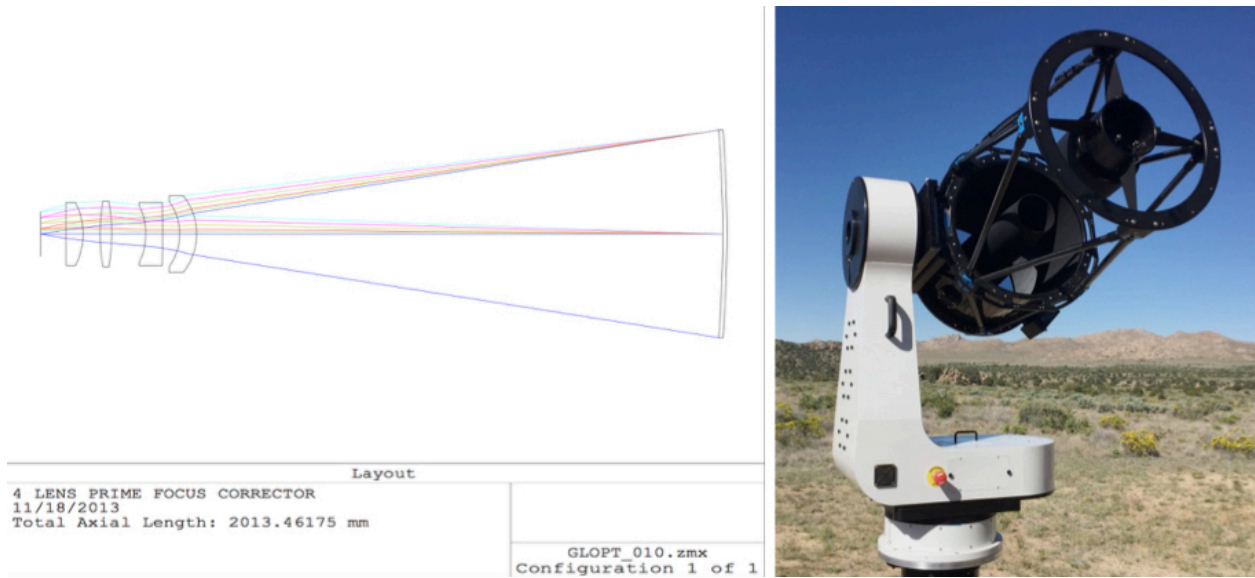 Layout
4 LENS PRIME FOCUS CORRECTOR
11/18/2013
Total Axial Length: 2013.46175 mm
GLOPT_010.zmx
Configuration 1 of 1